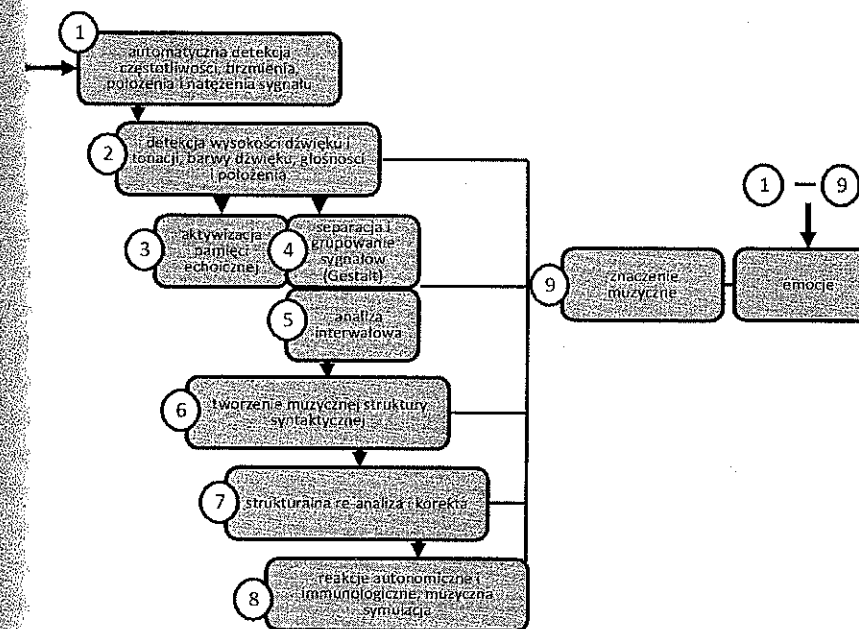 1
automatyczna detekcja
częstotliwości, brzmienia,
położenia i natężenia sygnału
2
detekcja wysokości dźwięku i
tonacji, barwy dźwięku, głośności
i położenia
3
aktywizacja
pamięci
echoicznej
4
separacja i
grupowanie
sygnałów
(Gestalt)
5
analiza
interwałowa
6
tworzenie muzycznej struktury
syntaktycznej
7
strukturalna re-analiza i korekta
8
reakcje autonomiczne i
immunologiczne, muzyczna
symulacja
9
znaczenie
muzyczne
1 — 9
emocje